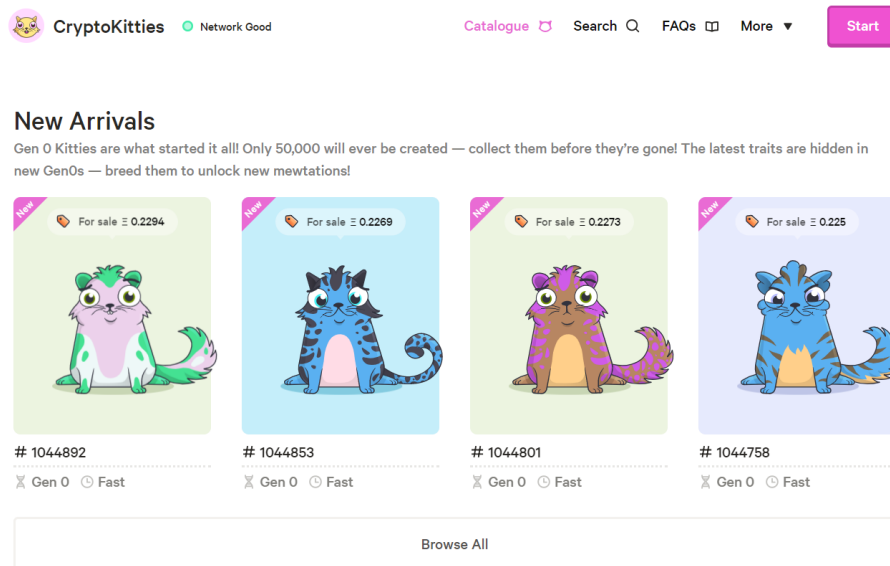 CryptoKitties Network Good Catalogue Search FAQs More Start
New Arrivals
Gen 0 Kitties are what started it all! Only 50,000 will ever be created — collect them before they're gone! The latest traits are hidden in
new Gen0s — breed them to unlock new mewtations!
New For sale Ξ 0.2294
New For sale Ξ 0.2269
New For sale Ξ 0.2273
New For sale Ξ 0.225
# 1044892
# 1044853
# 1044801
# 1044758
Gen 0 Fast
Gen 0 Fast
Gen 0 Fast
Gen 0 Fast
Browse All